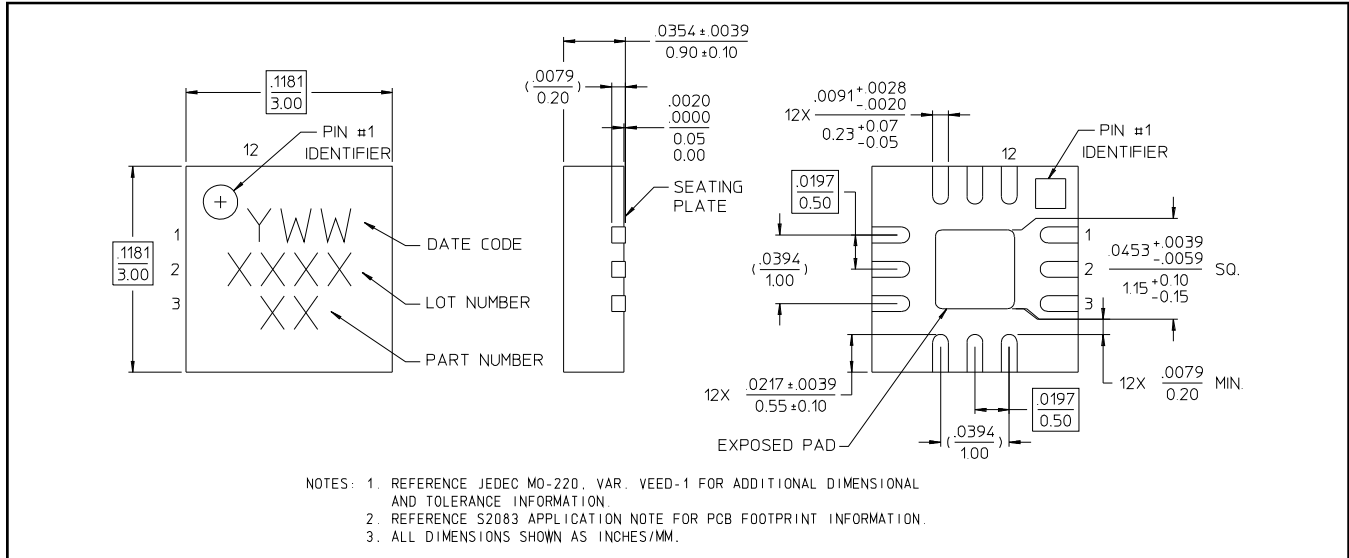 .1181
3.00
12
PIN #1
IDENTIFIER
.1181
3.00
1
2
3
YWW
XXXX
XX
DATE CODE
LOT NUMBER
PART NUMBER
.0354 ±.0039
0.90 ±0.10
(.0079
0.20)
.0020
.0000
0.05
0.00
SEATING
PLATE
12X .0091 +.0028
-.0020
0.23 +0.07
-0.05
12
PIN #1
IDENTIFIER
.0197
0.50
(.0394
1.00)
1
2
3
.0453 +.0039
-.0059
SQ.
1.15 +0.10
-0.15
12X .0217 ±.0039
0.55 ±0.10
12X .0079 MIN.
0.20
.0197
0.50
(.0394
1.00)
EXPOSED PAD
NOTES: 1. REFERENCE JEDEC MO-220, VAR. VEED-1 FOR ADDITIONAL DIMENSIONAL
AND TOLERANCE INFORMATION.
2. REFERENCE S2083 APPLICATION NOTE FOR PCB FOOTPRINT INFORMATION.
3. ALL DIMENSIONS SHOWN AS INCHES/MM.